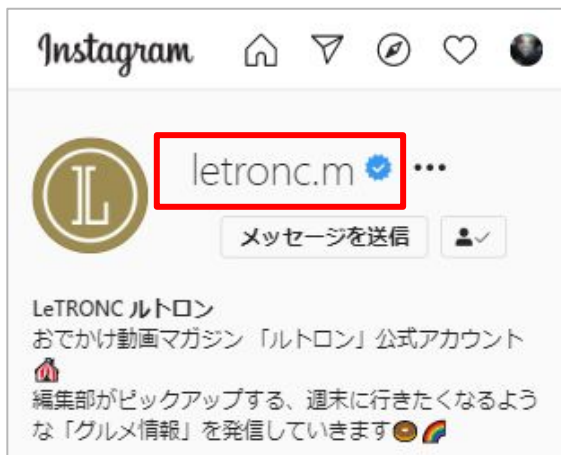 Instagram
letronc.m
メッセージを送信
LeTRONC ルトロン
おでかけ動画マガジン「ルトロン」公式アカウント
🎪
編集部がピックアップする、週末に行きたくなるよう
な「グルメ情報」を発信していきます🍩🌈